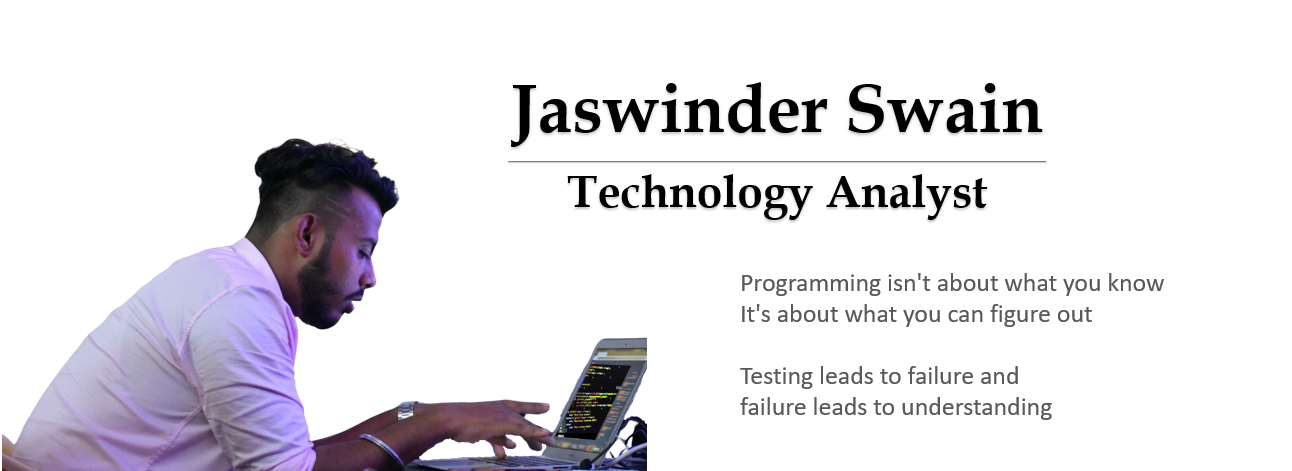 Jaswinder Swain
Technology Analyst
Programming isn't about what you know
It's about what you can figure out
Testing leads to failure and
failure leads to understanding